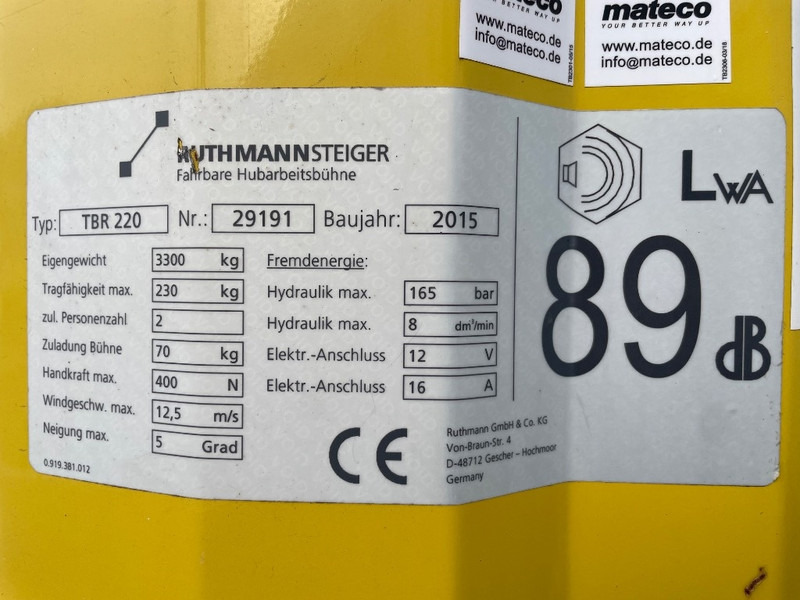 mateco
YOUR BETTER WAY UP
www.mateco.de
info@mateco.de
mateco
YOUR BETTER WAY UP
www.mateco.de
info@mateco.de
TB2306-03/18
RUTHMANNSTEIGER
Fahrbare Hubarbeitsbühne
Typ: TBR 220 Nr.: 29191 Baujahr: 2015
Eigengewicht 3300 kg
Tragfähigkeit max. 230 kg
zul. Personenzahl 2
Zuladung Bühne 70 kg
Handkraft max. 400 N
Windgeschw. max. 12,5 m/s
Neigung max. 5 Grad
0.919.381.012
Fremdenergie:
Hydraulik max. 165 bar
Hydraulik max. 8 dm³/min
Elektr.-Anschluss 12 V
Elektr.-Anschluss 16 A
CE
Ruthmann GmbH & Co. KG
Von-Braun-Str. 4
D-48712 Gescher – Hochmoor
Germany
LWA
89 dB